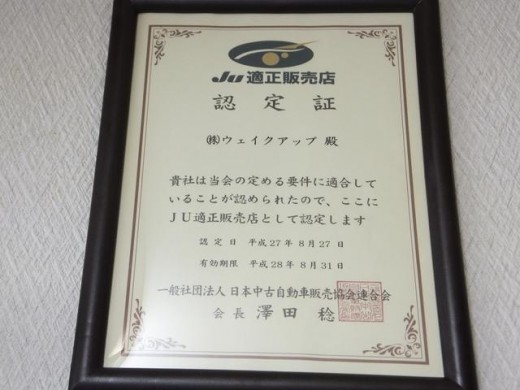 JU 適正販売店
認定証
㈱ウェイクアップ 殿
貴社は当会の定める要件に適合して
いることが認められたので、ここに
JU適正販売店として認定します
認定日 平成27年8月27日
有効期限 平成28年8月31日
一般社団法人 日本中古自動車販売協会連合会
会長 澤田 稔